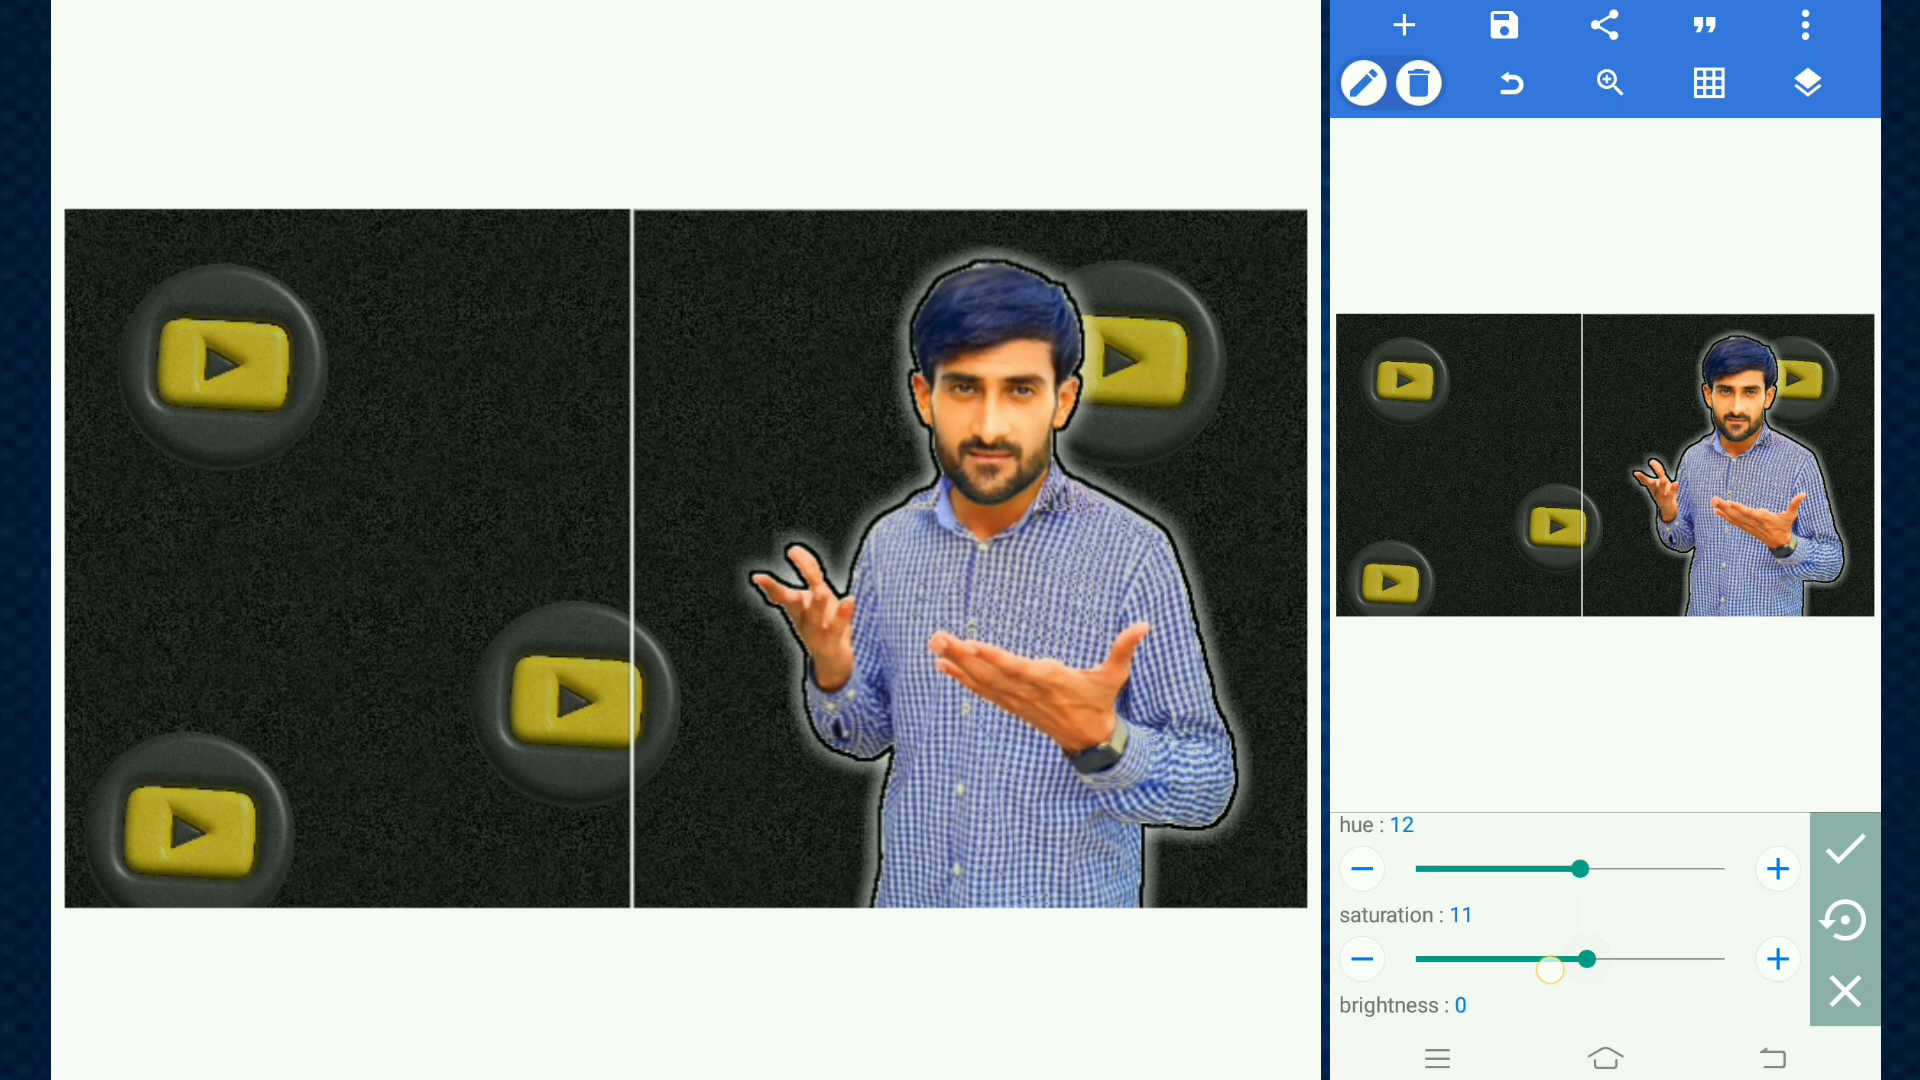 hue : 12
saturation : 11
brightness : 0